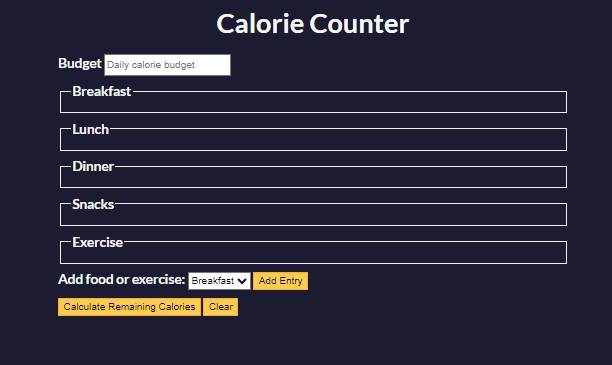 Calorie Counter
Budget Daily calorie budget
Breakfast
Lunch
Dinner
Snacks
Exercise
Add food or exercise: Breakfast Add Entry
Calculate Remaining Calories Clear